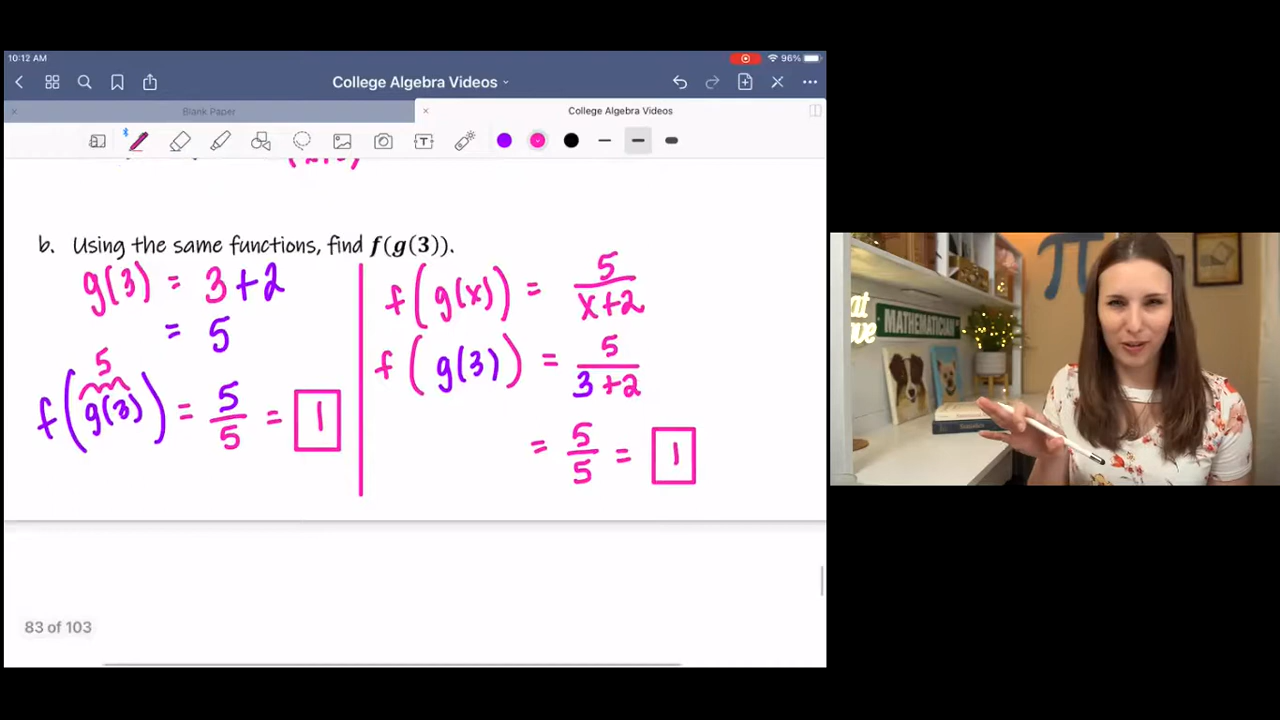 10:12 AM
96%
College Algebra Videos
Blank Paper
College Algebra Videos
b. Using the same functions, find f(g(3)).
g(3) = 3+2
= 5
5
f(g(3)) = 5/5 = 1
f(g(x)) = 5/(x+2)
f(g(3)) = 5/(3+2)
= 5/5 = 1
83 of 103
MATHEMATICIAN